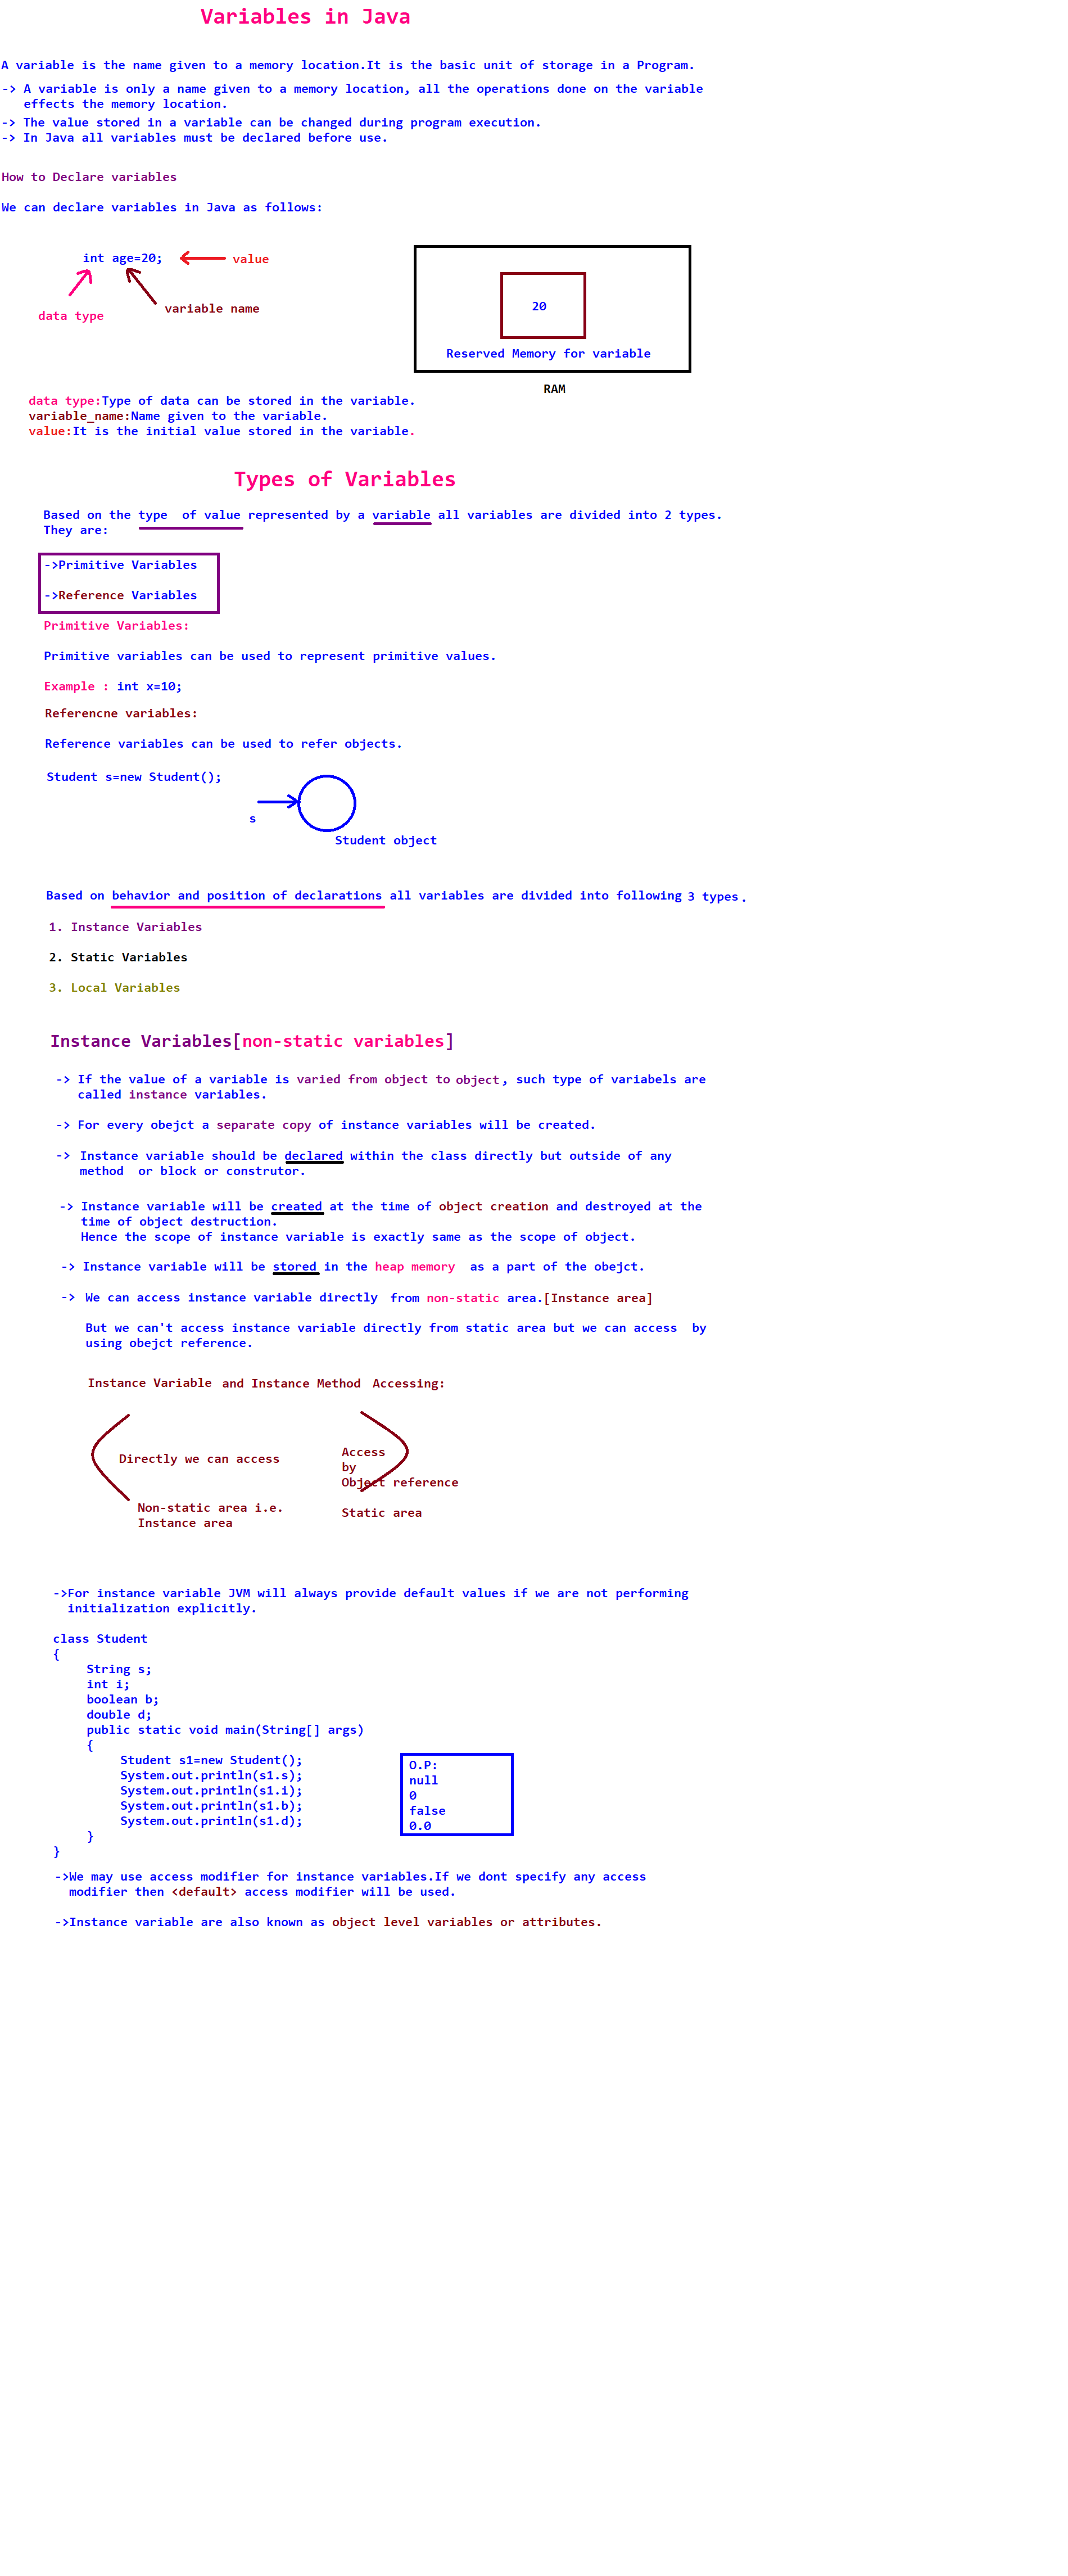 Variables in Java
A variable is the name given to a memory location.It is the basic unit of storage in a Program.
-> A variable is only a name given to a memory location, all the operations done on the variable
effects the memory location.
-> The value stored in a variable can be changed during program execution.
-> In Java all variables must be declared before use.
How to Declare variables
We can declare variables in Java as follows:
int age=20;
value
data type
variable name
20
Reserved Memory for variable
RAM
data type:Type of data can be stored in the variable.
variable_name:Name given to the variable.
value:It is the initial value stored in the variable.
Types of Variables
Based on the type  of value represented by a variable all variables are divided into 2 types.
They are:
->Primitive Variables
->Reference Variables
Primitive Variables:
Primitive variables can be used to represent primitive values.
Example : int x=10;
Referencne variables:
Reference variables can be used to refer objects.
Student s=new Student();
s
Student object
Based on behavior and position of declarations all variables are divided into following 3 types.
1. Instance Variables
2. Static Variables
3. Local Variables
Instance Variables[non-static variables]
-> If the value of a variable is varied from object to object, such type of variabels are
called instance variables.
-> For every obejct a separate copy of instance variables will be created.
-> Instance variable should be declared within the class directly but outside of any
method  or block or construtor.
-> Instance variable will be created at the time of object creation and destroyed at the
time of object destruction.
Hence the scope of instance variable is exactly same as the scope of object.
-> Instance variable will be stored in the heap memory  as a part of the obejct.
-> We can access instance variable directly from non-static area.[Instance area]
But we can't access instance variable directly from static area but we can access  by
using obejct reference.
Instance Variable and Instance Method Accessing:
Directly we can access
Non-static area i.e.
Instance area
Access
by
Object reference
Static area
->For instance variable JVM will always provide default values if we are not performing
initialization explicitly.
class Student
{
String s;
int i;
boolean b;
double d;
public static void main(String[] args)
{
Student s1=new Student();
System.out.println(s1.s);
System.out.println(s1.i);
System.out.println(s1.b);
System.out.println(s1.d);
}
}
O.P:
null
0
false
0.0
->We may use access modifier for instance variables.If we dont specify any access
modifier then <default> access modifier will be used.
->Instance variable are also known as object level variables or attributes.